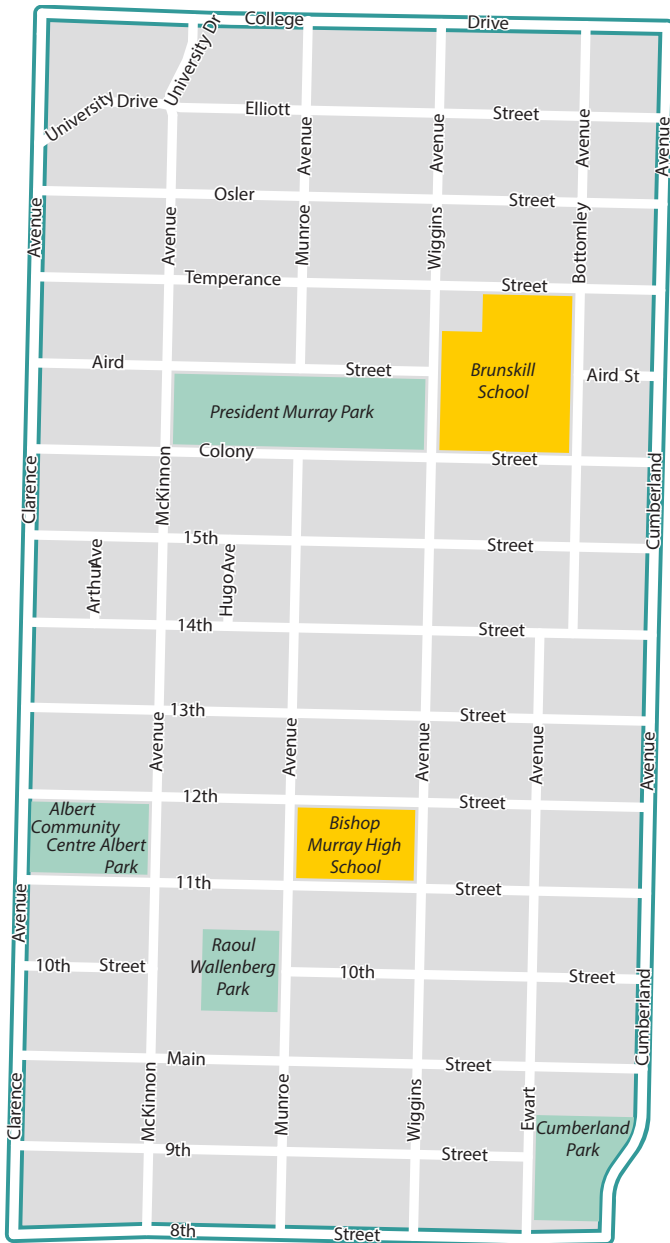 College Drive
University Dr
University Drive
Elliott Street
Avenue
Avenue
Avenue
Avenue
Osler Street
Avenue
Avenue
Munroe
Wiggins
Bottomley
Temperance Street
Aird Street
Aird St
Brunskill
School
President Murray Park
Colony Street
Clarence
McKinnon
Cumberland
15th Street
Arthur Ave
Hugo Ave
14th Street
13th Street
Avenue
Avenue
Avenue
Avenue
Avenue
12th Street
Albert
Community
Centre Albert
Park
Bishop
Murray High
School
11th Street
Avenue
10th Street
Raoul
Wallenberg
Park
10th Street
Cumberland
Main Street
Clarence
McKinnon
Munroe
Wiggins
Ewart
Cumberland
Park
9th Street
8th Street